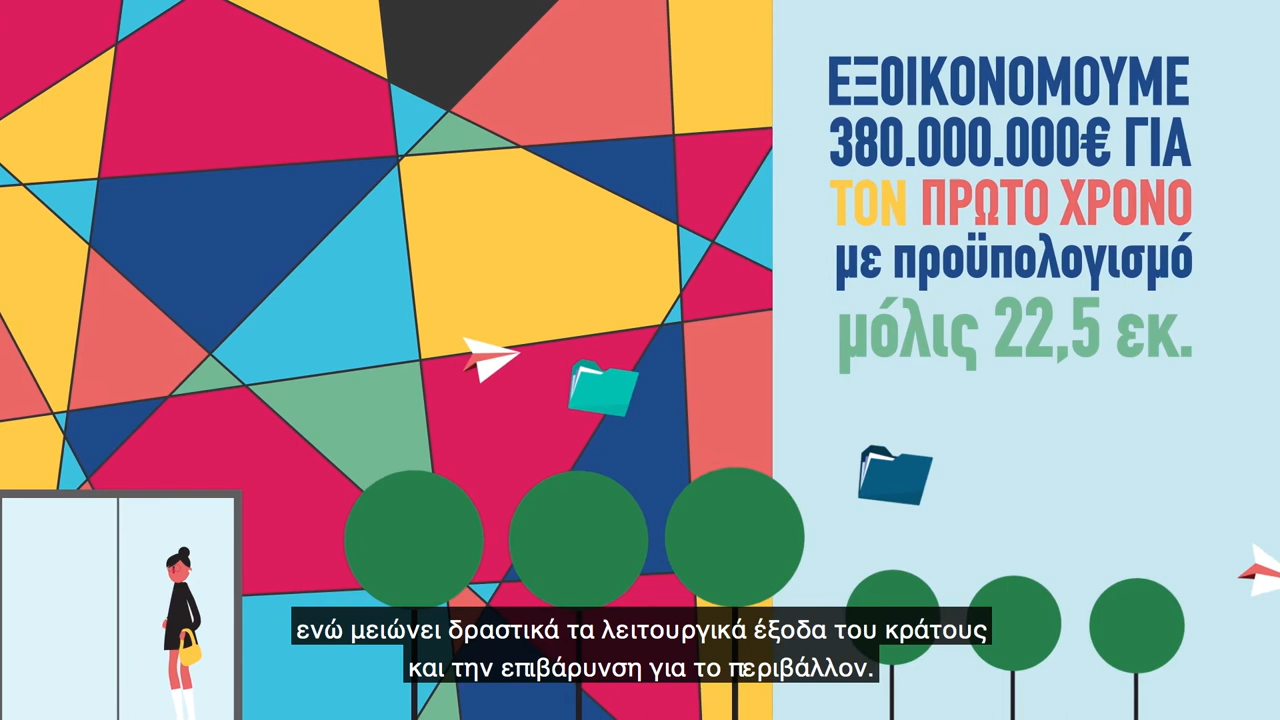 ΕΞΟΙΚΟΝΟΜΟΥΜΕ
380.000.000€ ΓΙΑ
ΤΟΝ ΠΡΩΤΟ ΧΡΟΝΟ
με προϋπολογισμό
μόλις 22,5 εκ.
ενώ μειώνει δραστικά τα λειτουργικά έξοδα του κράτους
και την επιβάρυνση για το περιβάλλον.